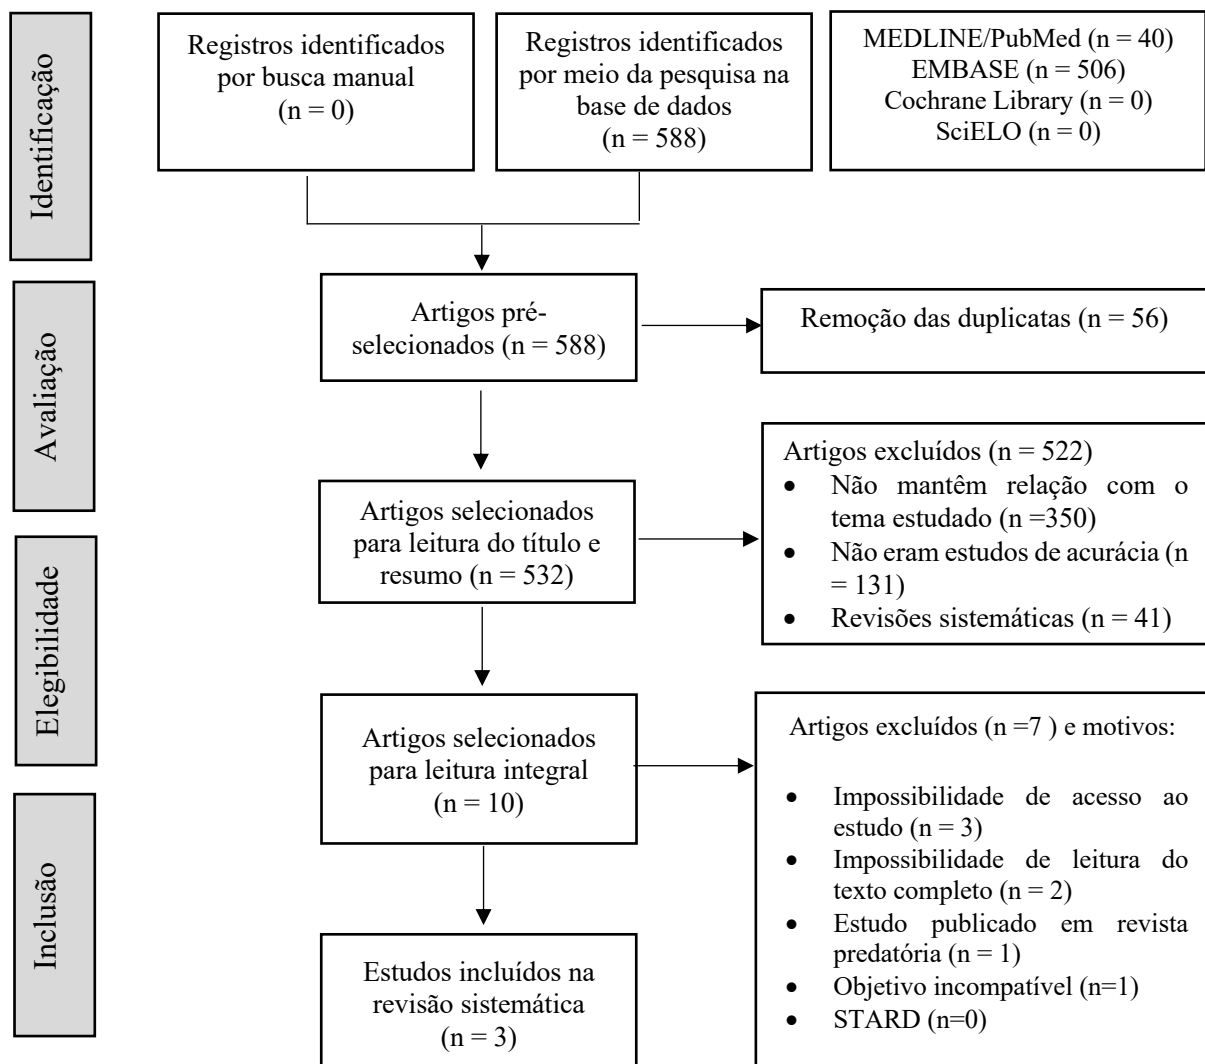 Identificação
Registros identificados
por busca manual
(n = 0)
Registros identificados
por meio da pesquisa na
base de dados
(n = 588)
MEDLINE/PubMed (n = 40)
EMBASE (n = 506)
Cochrane Library (n = 0)
SciELO (n = 0)
Avaliação
Artigos pré-
selecionados (n = 588)
Remoção das duplicatas (n = 56)
Artigos selecionados
para leitura do título e
resumo (n = 532)
Artigos excluídos (n = 522)
• Não mantêm relação com o
tema estudado (n =350)
• Não eram estudos de acurácia (n
= 131)
• Revisões sistemáticas (n = 41)
Elegibilidade
Artigos selecionados
para leitura integral
(n = 10)
Artigos excluídos (n =7 ) e motivos:
• Impossibilidade de acesso ao
estudo (n = 3)
• Impossibilidade de leitura do
texto completo (n = 2)
• Estudo publicado em revista
predatória (n = 1)
• Objetivo incompatível (n=1)
• STARD (n=0)
Inclusão
Estudos incluídos na
revisão sistemática
(n = 3)